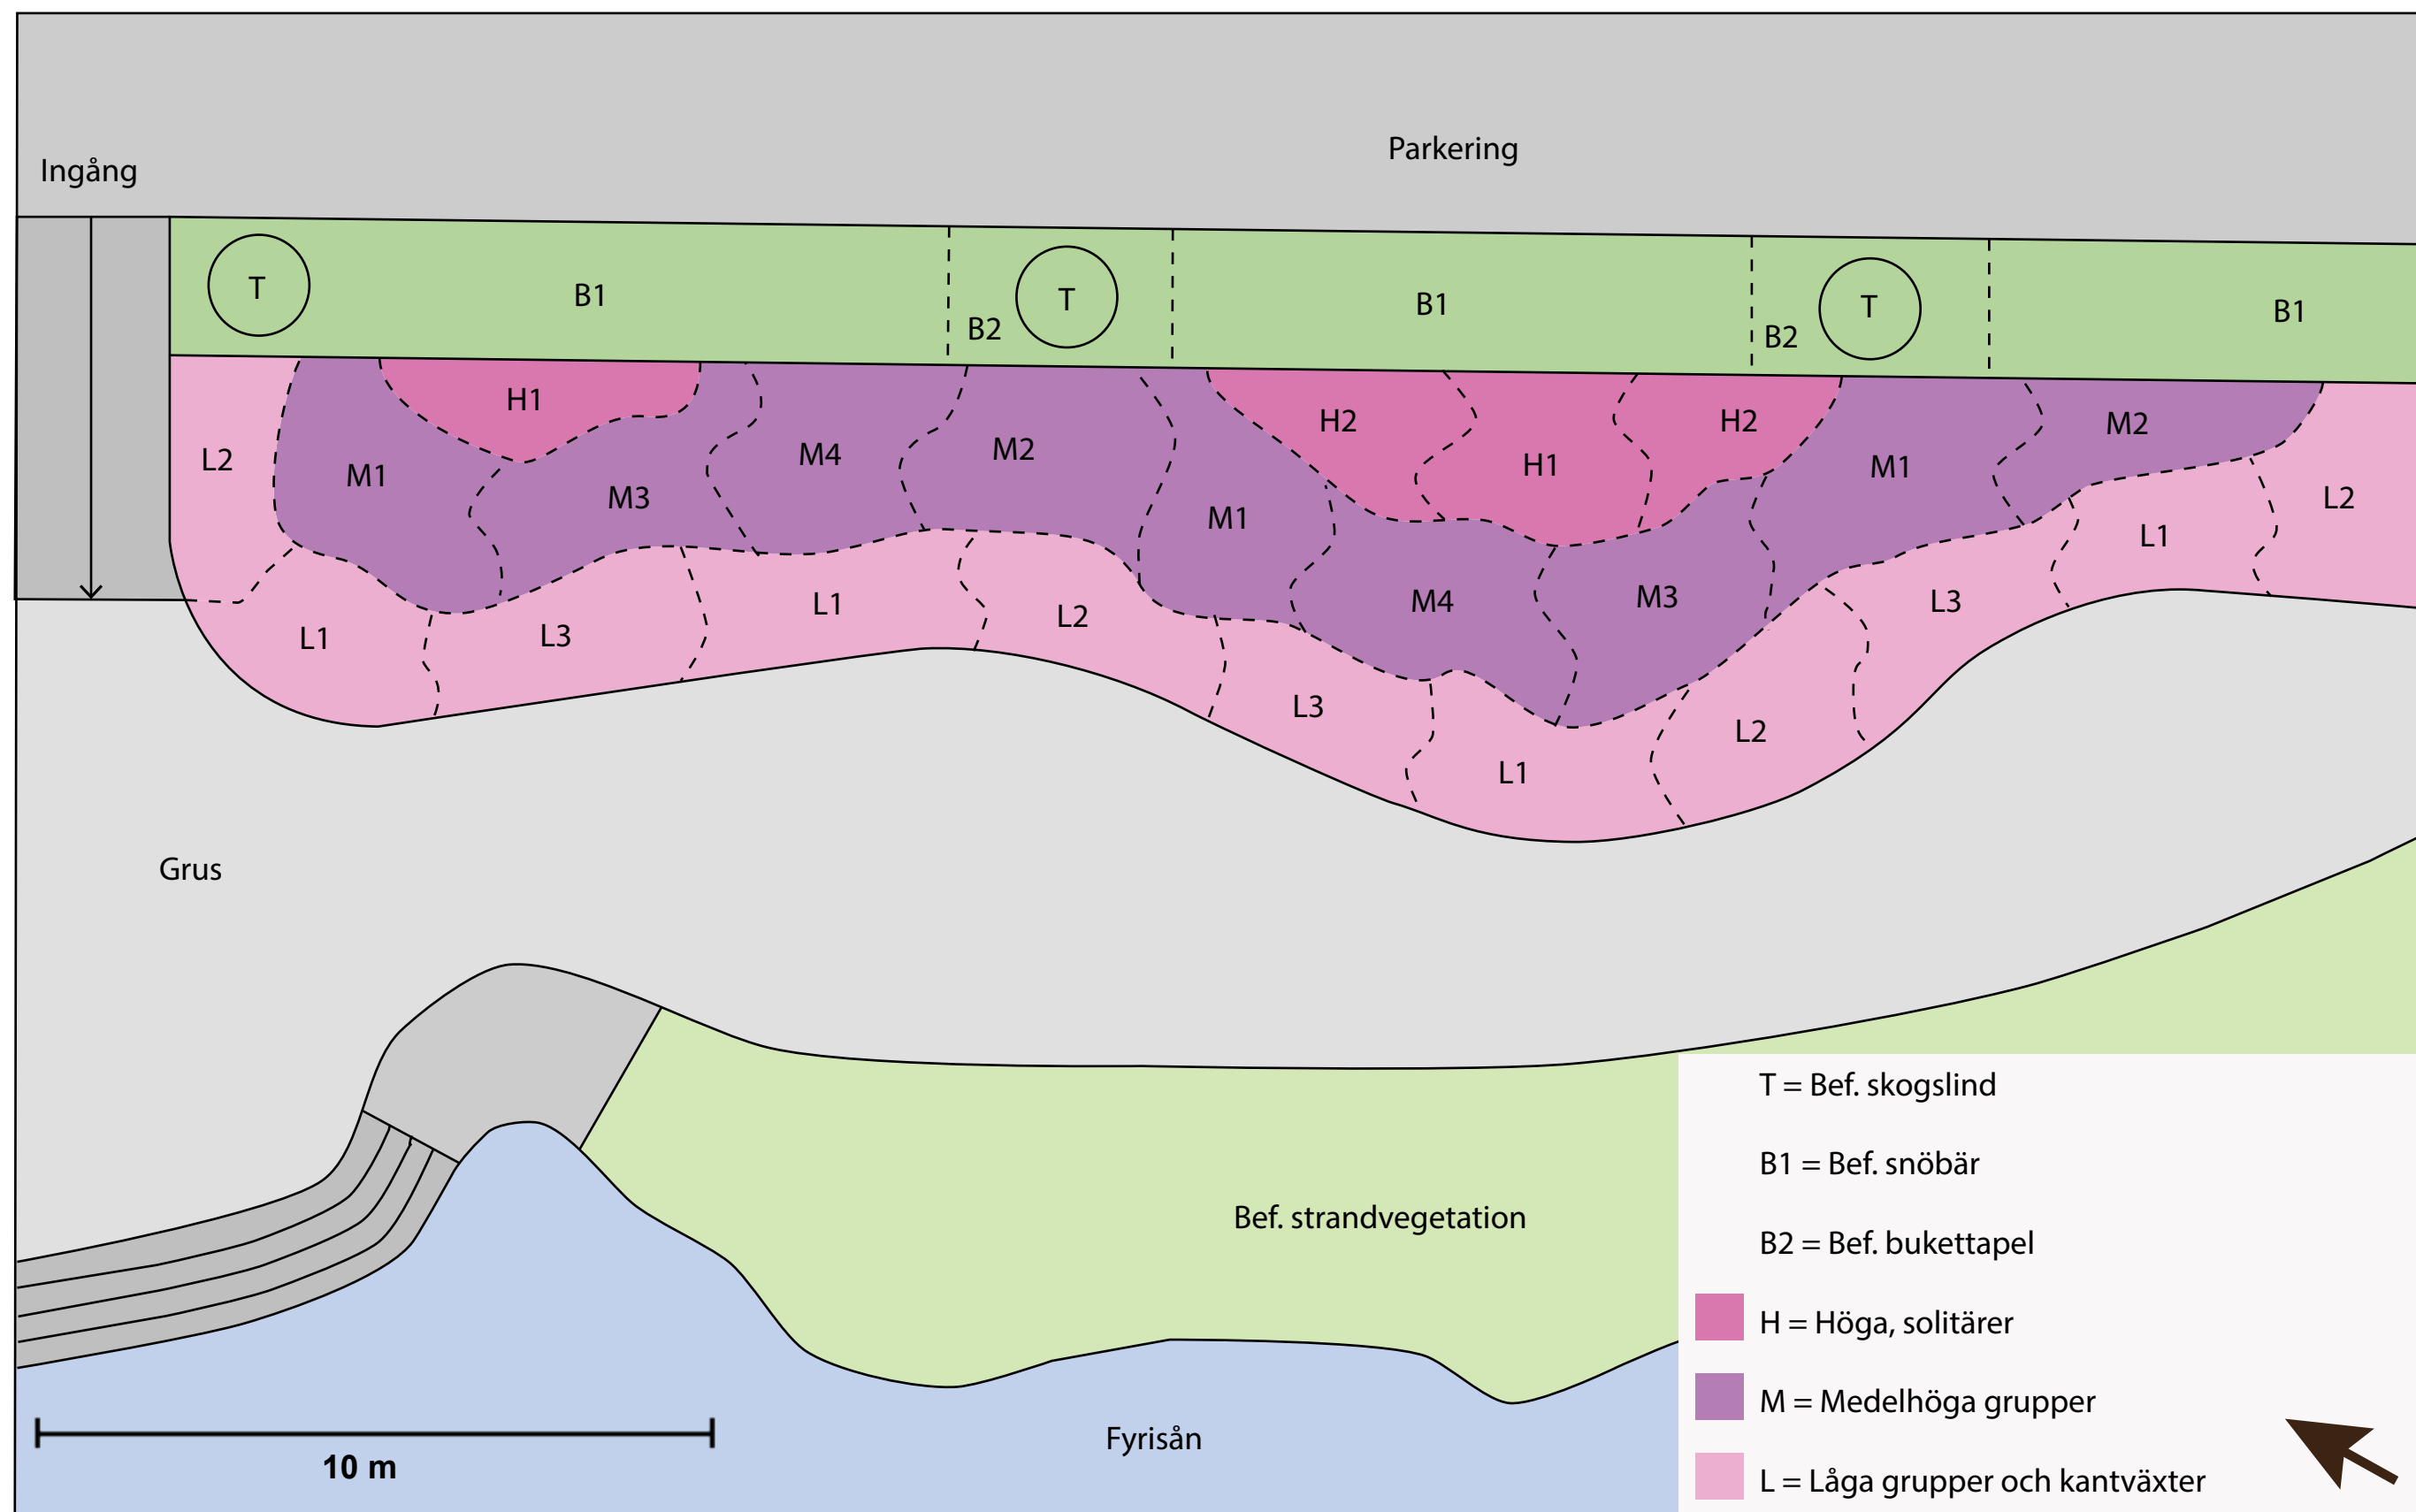 Parkering
Ingång
T
B1
B2
T
B1
B2
T
B1
H1
L2
M1
M3
M4
M2
M1
H2
H1
H2
M1
M2
L2
M4
M3
L1
L3
L1
L2
L3
L1
L2
L3
L1
Grus
Bef. strandvegetation
Fyrisån
10 m
T = Bef. skogslind
B1 = Bef. snöbär
B2 = Bef. bukettapel
H = Höga, solitärer
M = Medelhöga grupper
L = Låga grupper och kantväxter